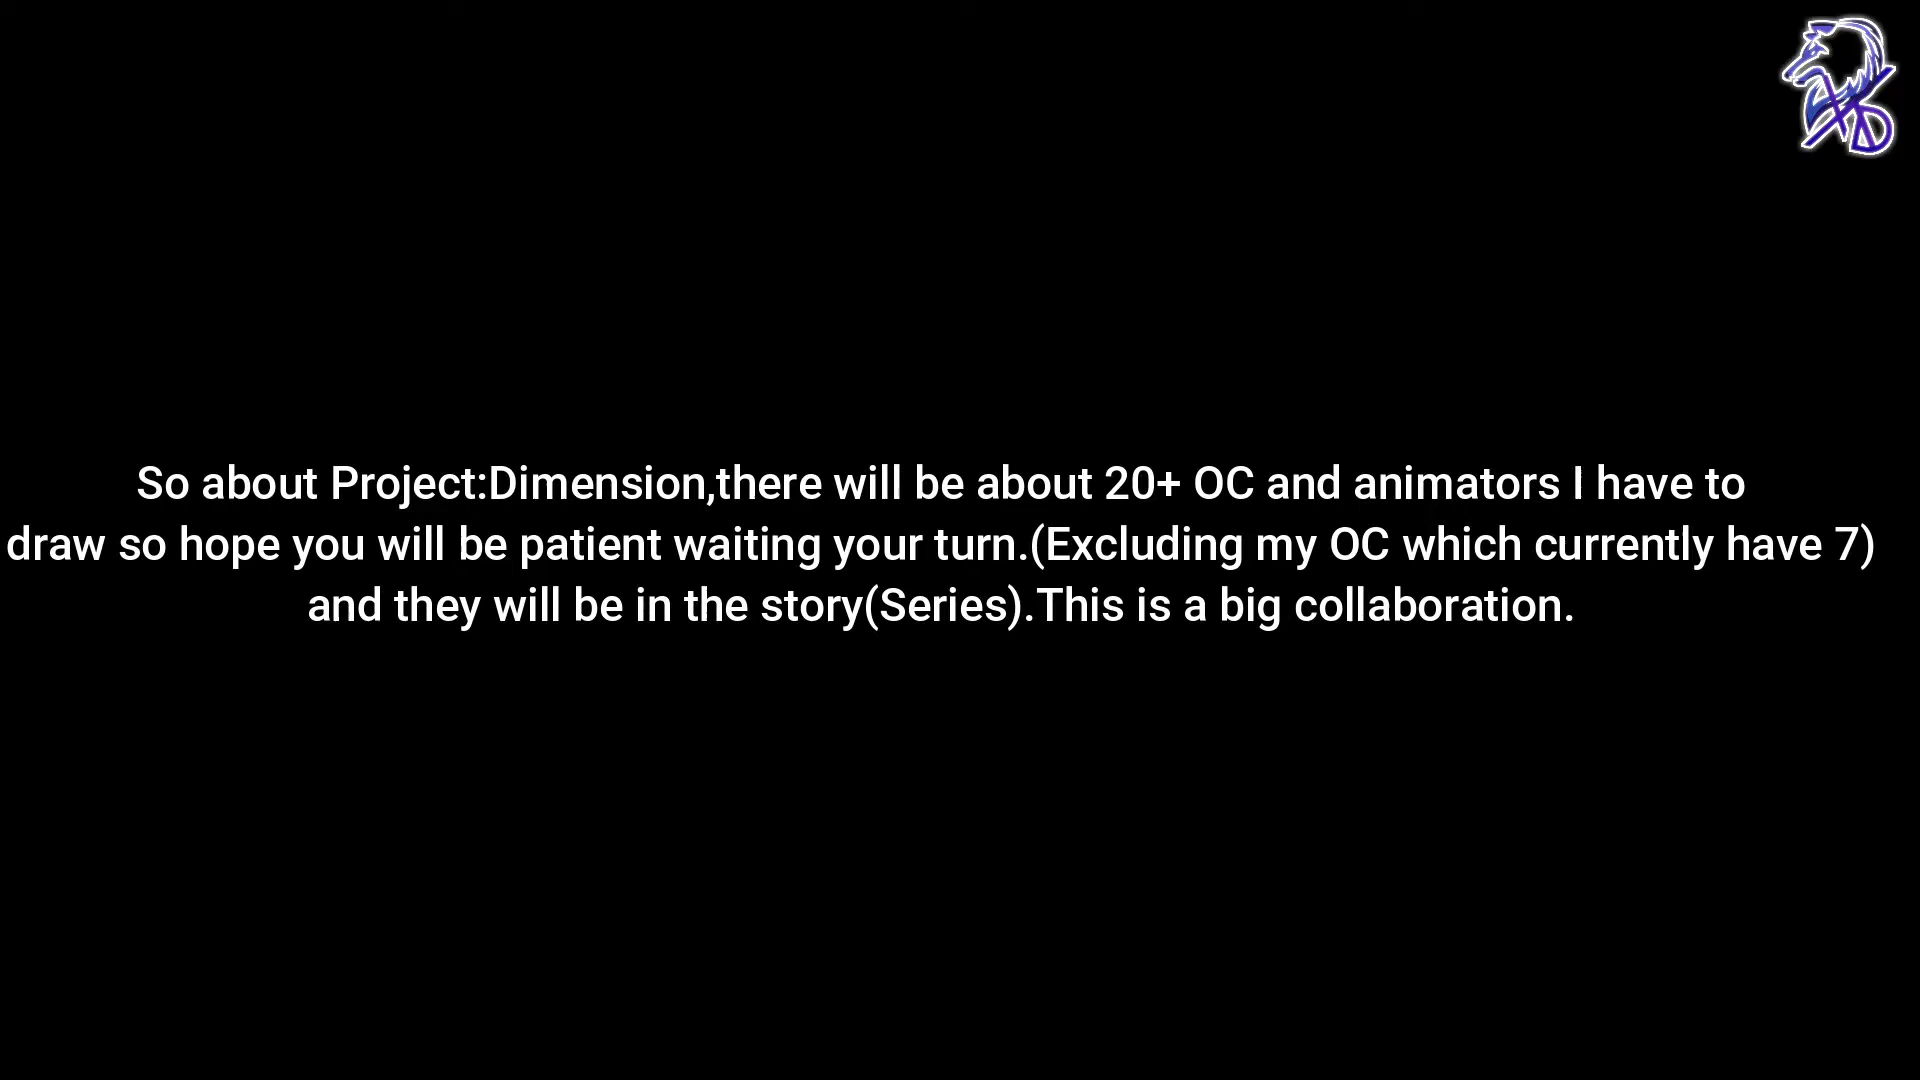 So about Project:Dimension,there will be about 20+ OC and animators I have to
draw so hope you will be patient waiting your turn.(Excluding my OC which currently have 7)
and they will be in the story(Series).This is a big collaboration.